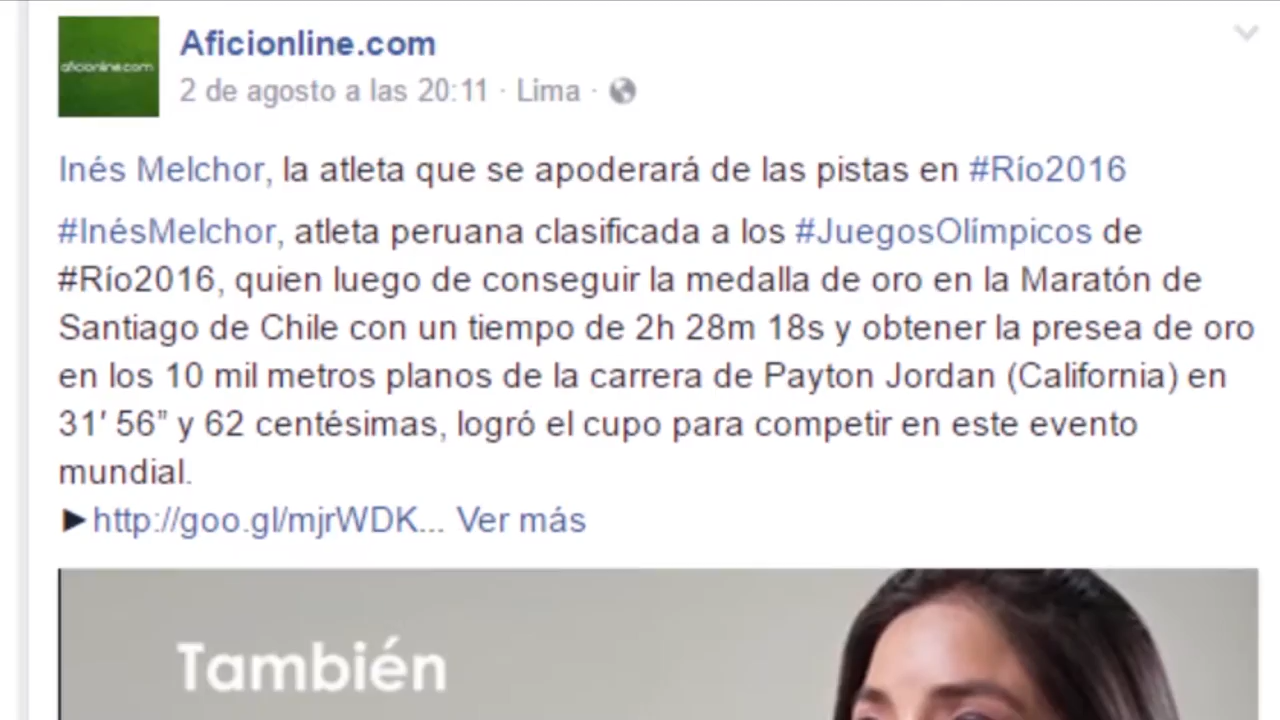 aficionline.com
Aficionline.com
2 de agosto a las 20:11 · Lima ·
Inés Melchor, la atleta que se apoderará de las pistas en #Río2016
#InésMelchor, atleta peruana clasificada a los #JuegosOlímpicos de
#Río2016, quien luego de conseguir la medalla de oro en la Maratón de
Santiago de Chile con un tiempo de 2h 28m 18s y obtener la presea de oro
en los 10 mil metros planos de la carrera de Payton Jordan (California) en
31′ 56” y 62 centésimas, logró el cupo para competir en este evento
mundial.
►http://goo.gl/mjrWDK... Ver más
También